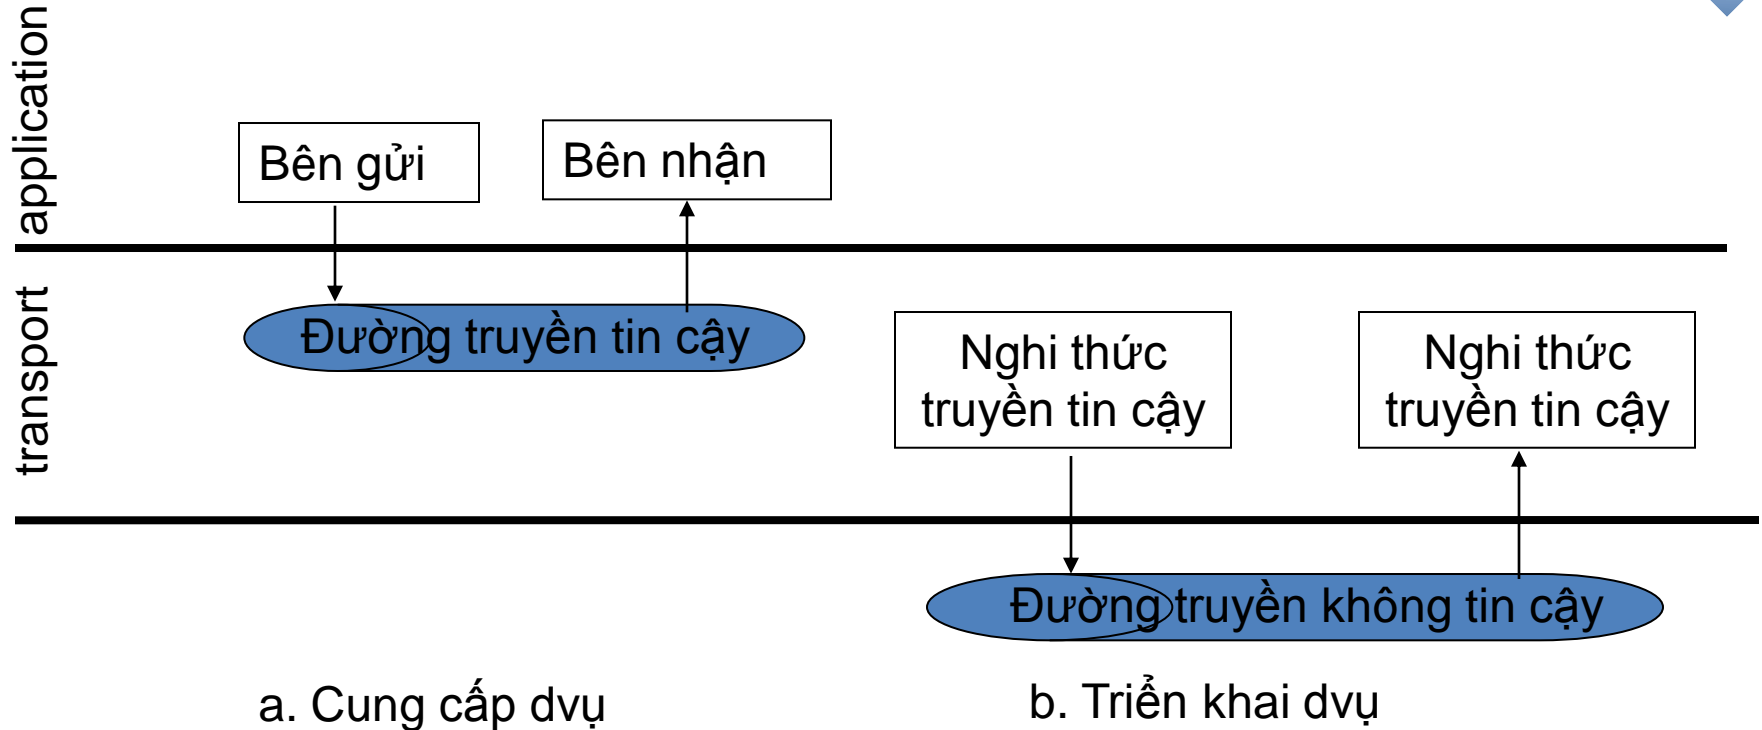 application
Bên gửi
Bên nhận
transport
Đường truyền tin cậy
Nghi thức
truyền tin cậy
Nghi thức
truyền tin cậy
Đường truyền không tin cậy
a. Cung cấp dvụ
b. Triển khai dvụ